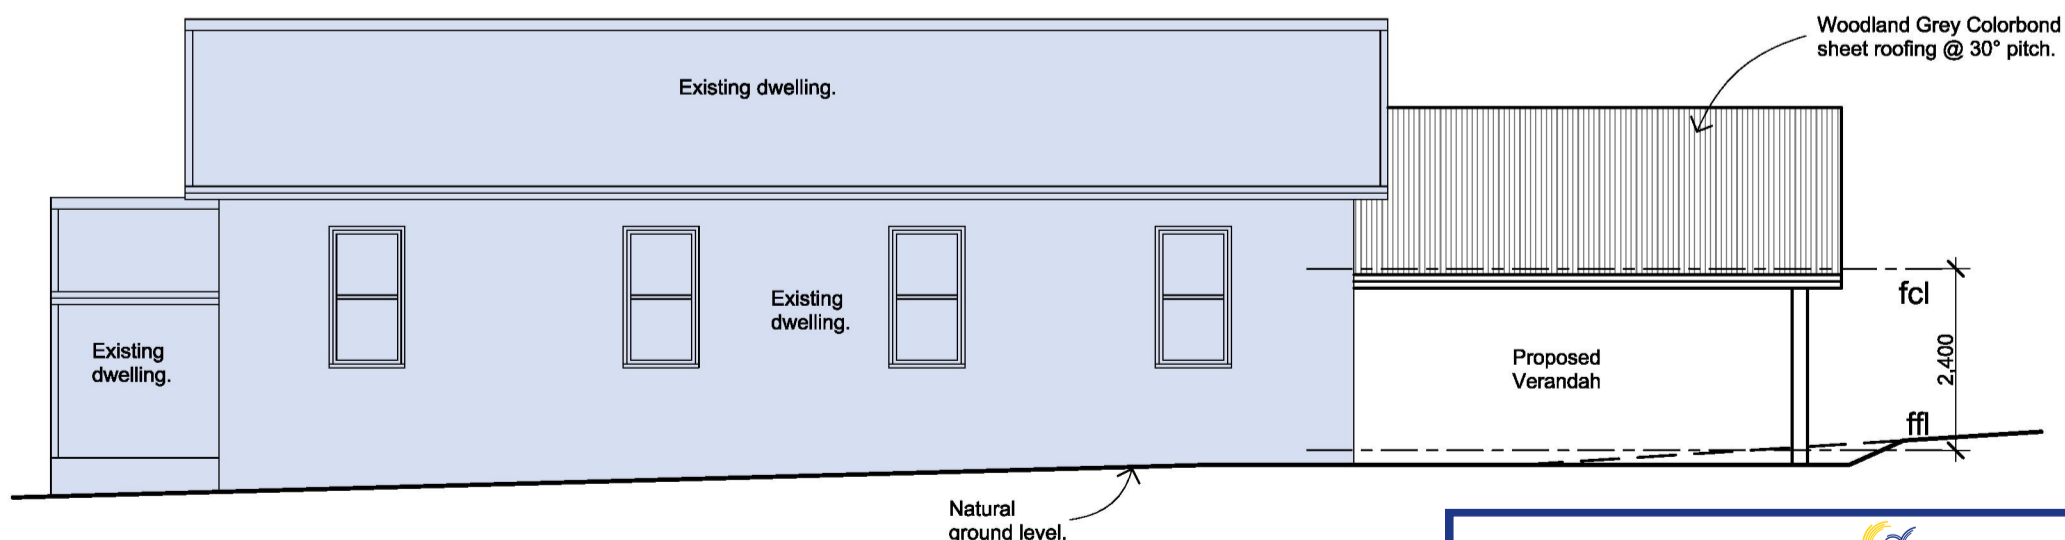 Woodland Grey Colorbond
sheet roofing @ 30° pitch.
Existing dwelling.
fcl
Existing
dwelling.
Existing
dwelling.
Proposed
Verandah
2,400
ffl
Natural
ground level.